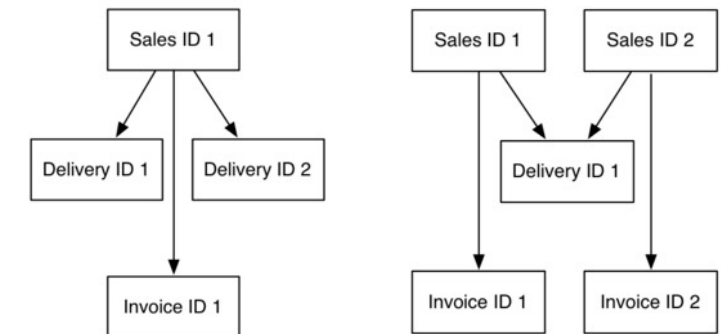 Sales ID 1
Sales ID 1
Sales ID 2
Delivery ID 1
Delivery ID 2
Delivery ID 1
Invoice ID 1
Invoice ID 1
Invoice ID 2